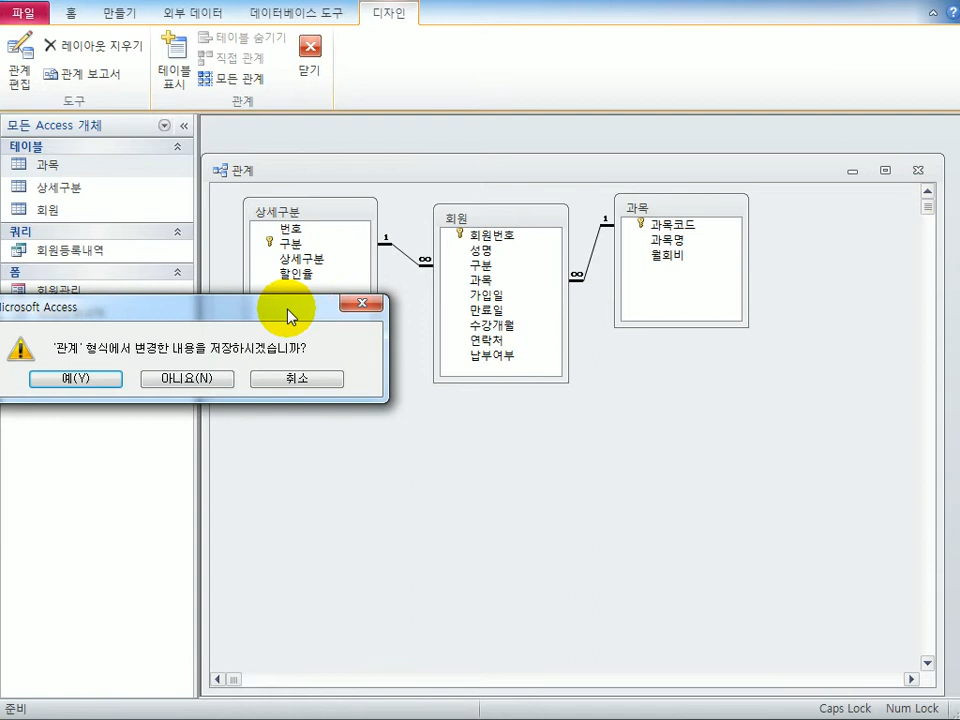 파일 홈 만들기 외부 데이터 데이터베이스 도구 디자인
관계
편집
레이아웃 지우기
관계 보고서
도구
테이블
표시
테이블 숨기기
직접 관계
모든 관계
관계
닫기
모든 Access 개체
테이블
과목
상세구분
회원
쿼리
회원등록내역
폼
회원관리
관계
상세구분
번호
구분
상세구분
할인율
1
∞
회원
회원번호
성명
구분
과목
가입일
만료일
수강개월
연락처
납부여부
∞
1
과목
과목코드
과목명
월회비
icrosoft Access
'관계' 형식에서 변경한 내용을 저장하시겠습니까?
예(Y) 아니요(N) 취소
준비 Caps Lock Num Lock